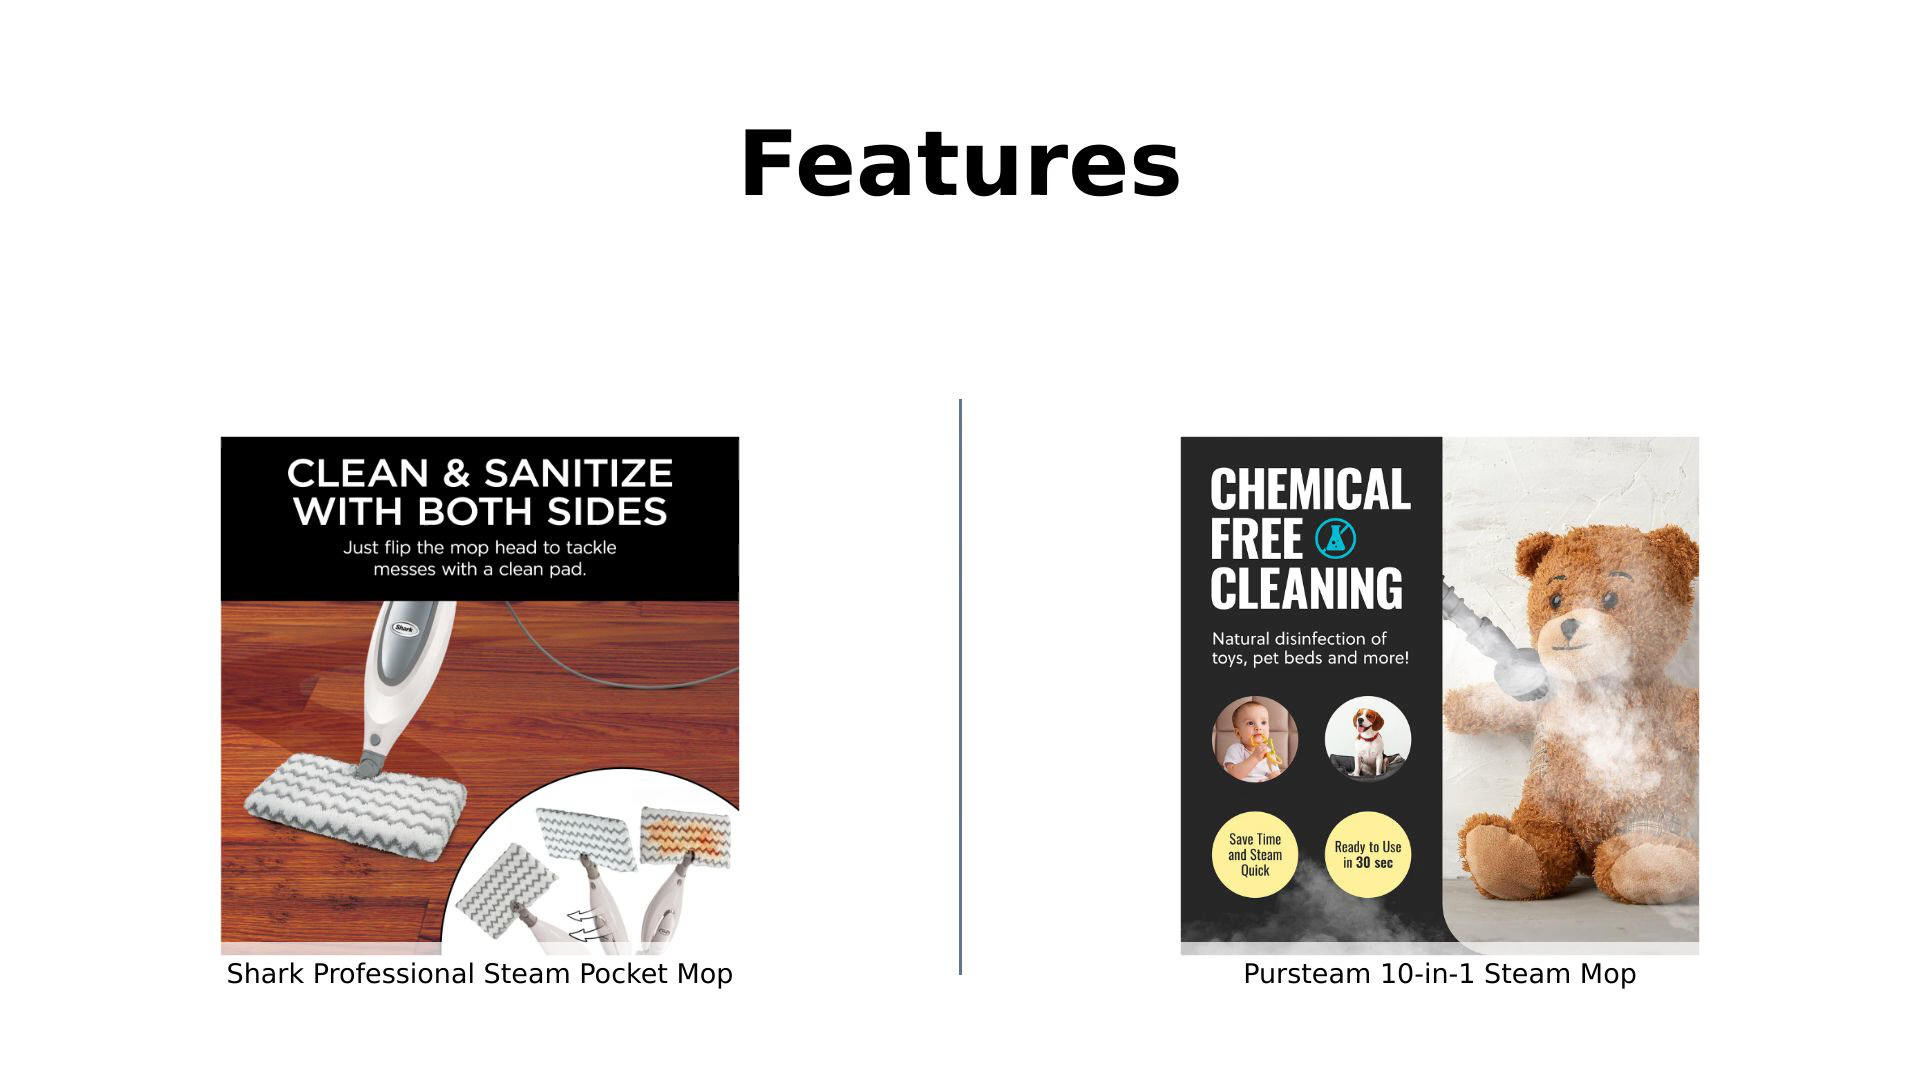 Features
CLEAN & SANITIZE
WITH BOTH SIDES
Just flip the mop head to tackle
messes with a clean pad.
Shark
Shark Professional Steam Pocket Mop
CHEMICAL
FREE
CLEANING
Natural disinfection of
toys, pet beds and more!
Save Time
and Steam
Quick
Ready to Use
in 30 sec
Pursteam 10-in-1 Steam Mop